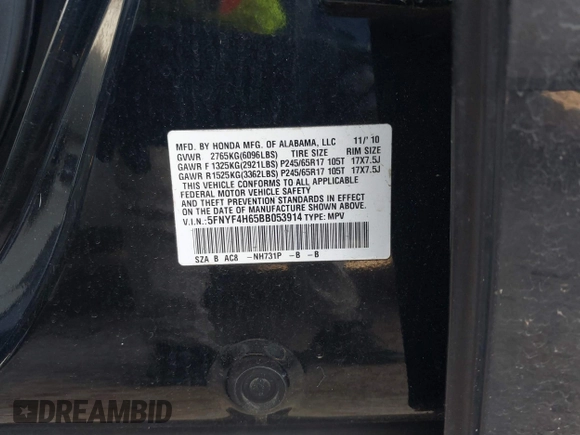 MFD. BY HONDA MFG. OF ALABAMA, LLC 11/'10
GVWR 2765KG(6096LBS) TIRE SIZE RIM SIZE
GAWR F 1325KG(2921LBS) P245/65R17 105T 17X7.5J
GAWR R1525KG(3362LBS) P245/65R17 105T 17X7.5J
THIS VEHICLE CONFORMS TO ALL APPLICABLE
FEDERAL MOTOR VEHICLE SAFETY
AND THEFT PREVENTION STANDARDS IN EFFECT
ON THE DATE OF MANUFACTURE SHOWN ABOVE.
V.I.N.:5FNYF4H65BB053914 TYPE: MPV
SZA B AC8 -NH731P -B -B
DREAMBID